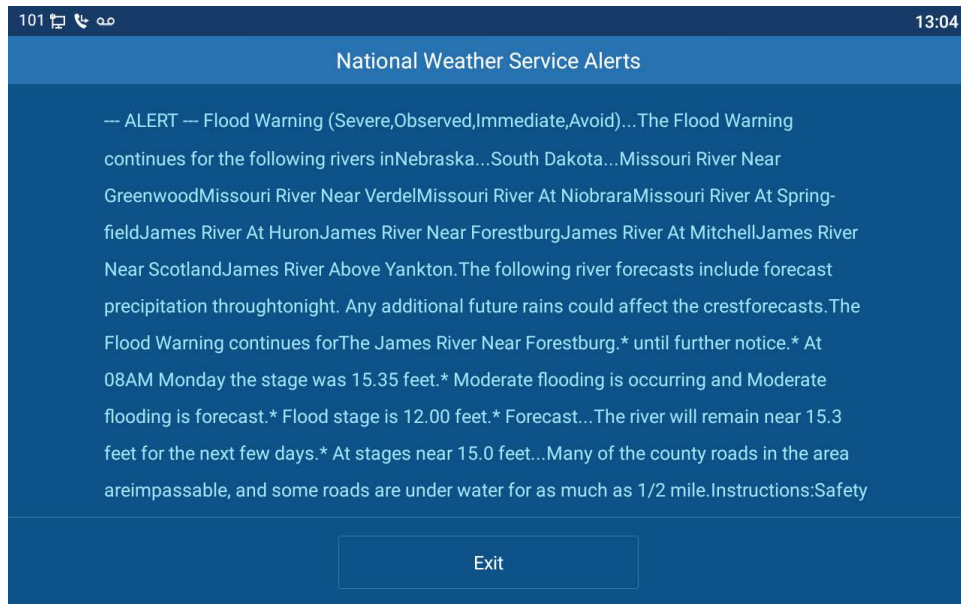 101 13:04
National Weather Service Alerts
--- ALERT --- Flood Warning (Severe,Observed,Immediate,Avoid)...The Flood Warning
continues for the following rivers inNebraska...South Dakota...Missouri River Near
GreenwoodMissouri River Near VerdelMissouri River At NiobraraMissouri River At Spring-
fieldJames River At HuronJames River Near ForestburgJames River At MitchellJames River
Near ScotlandJames River Above Yankton.The following river forecasts include forecast
precipitation throughtonight. Any additional future rains could affect the crestforecasts.The
Flood Warning continues forThe James River Near Forestburg.* until further notice.* At
08AM Monday the stage was 15.35 feet.* Moderate flooding is occurring and Moderate
flooding is forecast.* Flood stage is 12.00 feet.* Forecast...The river will remain near 15.3
feet for the next few days.* At stages near 15.0 feet...Many of the county roads in the area
areimpassable, and some roads are under water for as much as 1/2 mile.Instructions:Safety
Exit